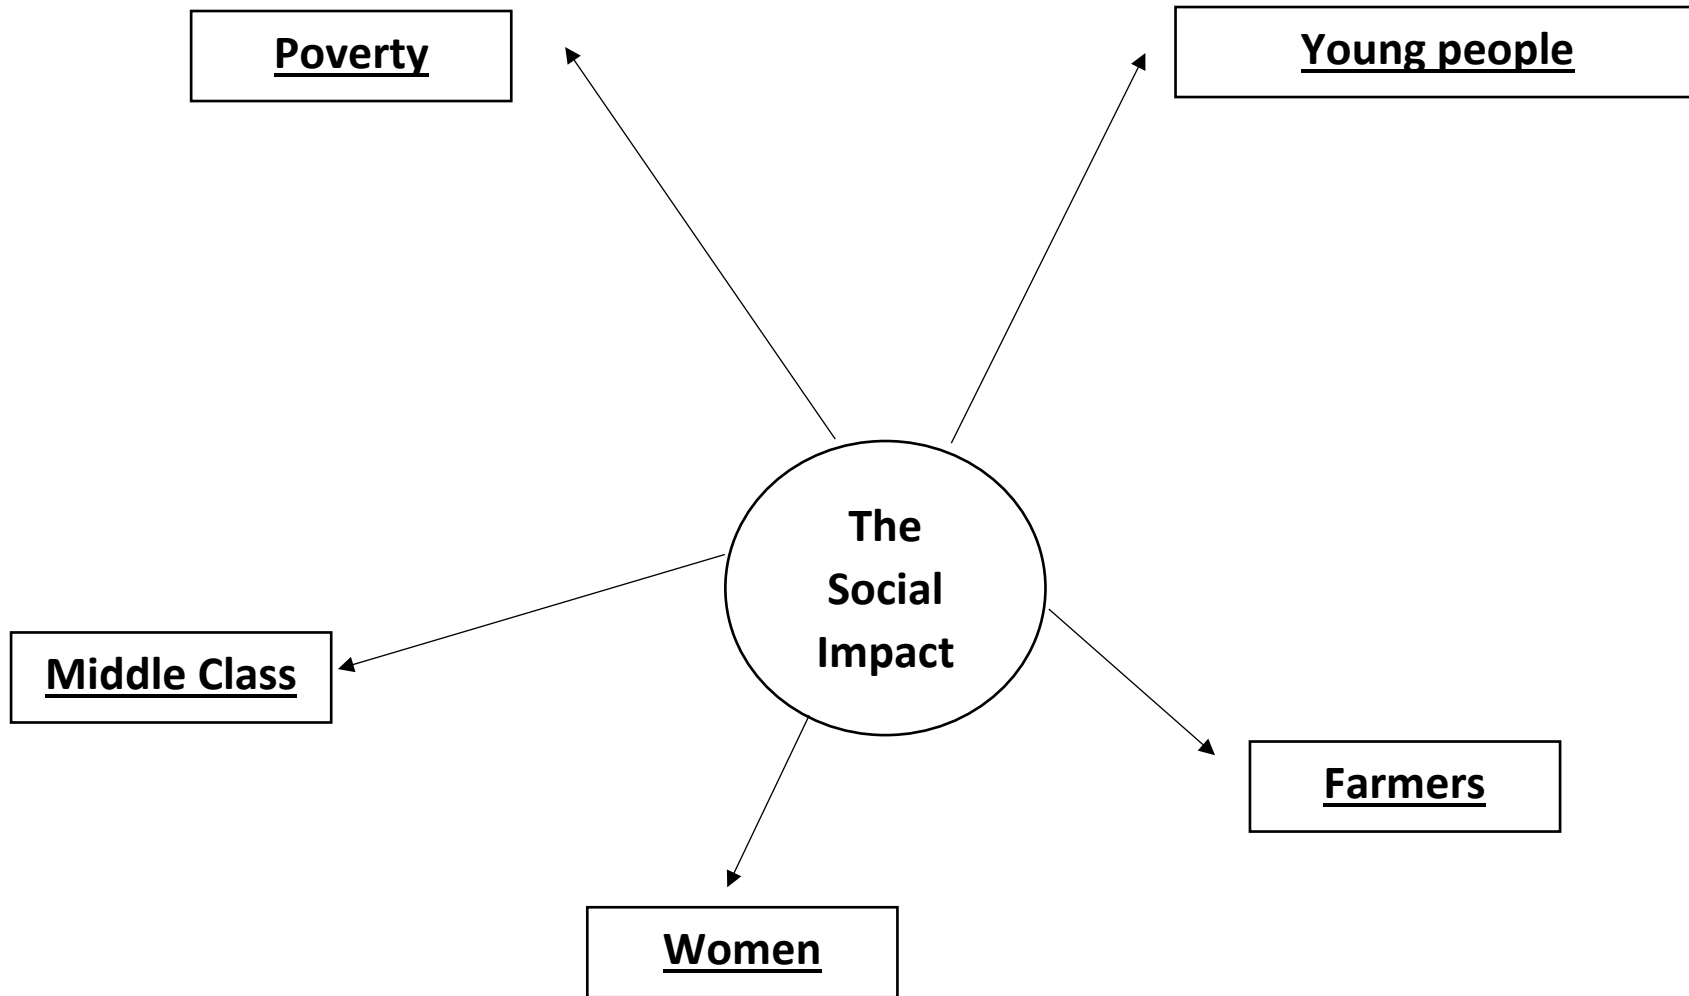 Poverty
Young people
The
Social
Impact
Middle Class
Farmers
Women